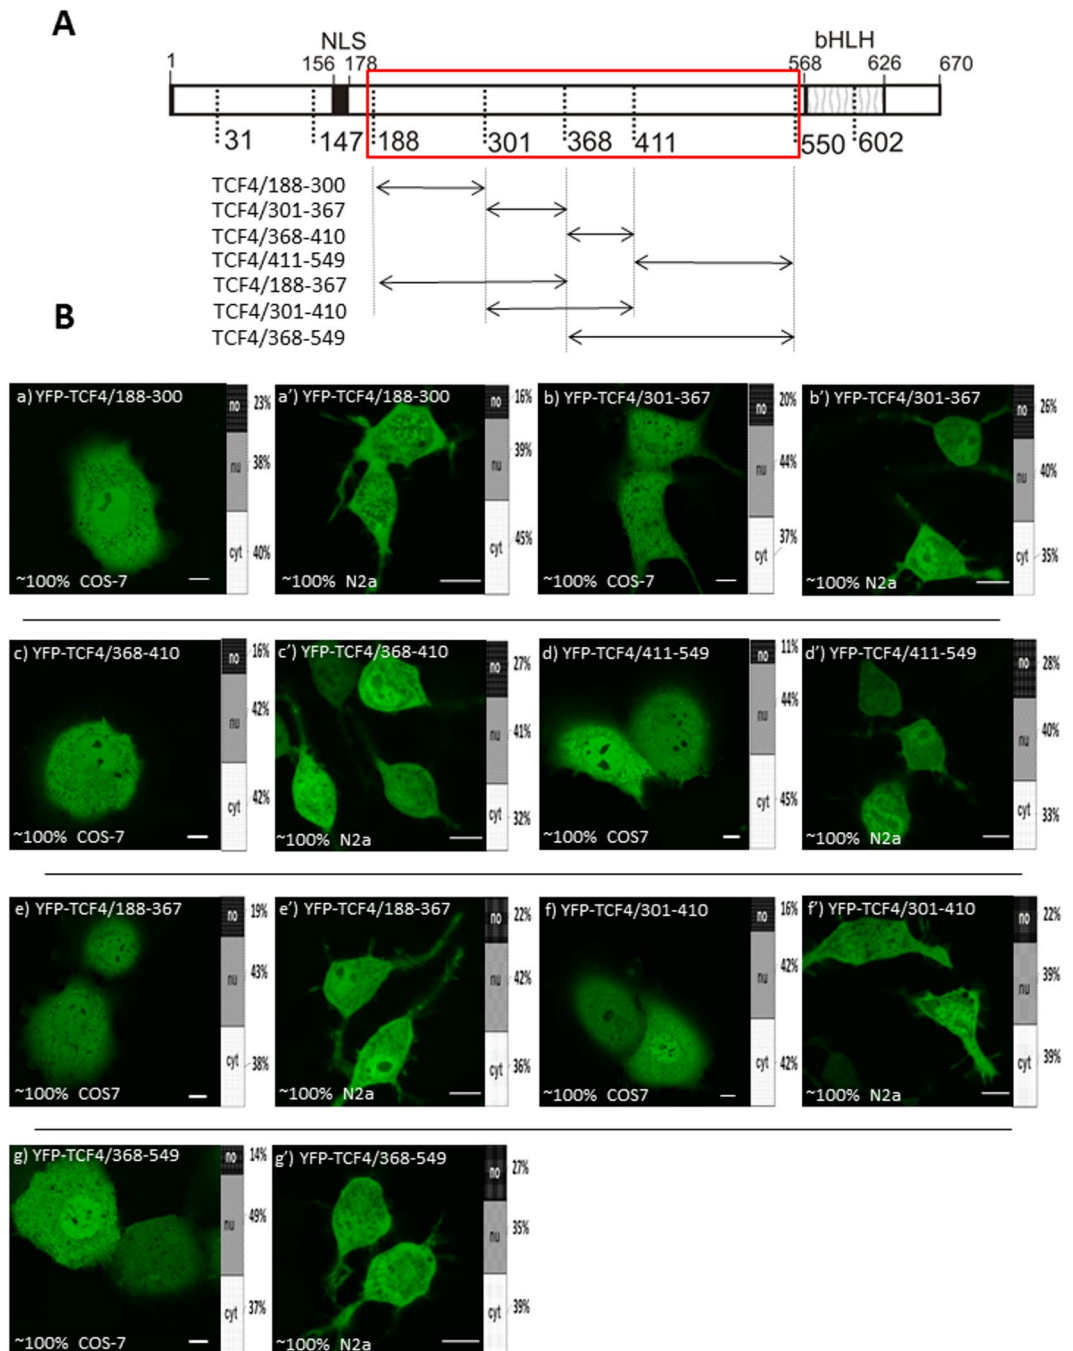 A
NLS bHLH
1 156 178 568 626 670
31 147 188 301 368 411 550 602
TCF4/188-300
TCF4/301-367
TCF4/368-410
TCF4/411-549
TCF4/188-367
TCF4/301-410
TCF4/368-549
B
a) YFP-TCF4/188-300
no 23%
nu 38%
cyt 40%
~100% COS-7
a') YFP-TCF4/188-300
no 16%
nu 39%
cyt 45%
~100% N2a
b) YFP-TCF4/301-367
no 20%
nu 44%
cyt 37%
~100% COS-7
b') YFP-TCF4/301-367
no 26%
nu 40%
cyt 35%
~100% N2a
c) YFP-TCF4/368-410
no 16%
nu 42%
cyt 42%
~100% COS-7
c') YFP-TCF4/368-410
no 27%
nu 41%
cyt 32%
~100% N2a
d) YFP-TCF4/411-549
no 11%
nu 44%
cyt 45%
~100% COS7
d') YFP-TCF4/411-549
no 28%
nu 40%
cyt 33%
~100% N2a
e) YFP-TCF4/188-367
no 19%
nu 43%
cyt 38%
~100% COS7
e') YFP-TCF4/188-367
no 22%
nu 42%
cyt 36%
~100% N2a
f) YFP-TCF4/301-410
no 16%
nu 42%
cyt 42%
~100% COS7
f') YFP-TCF4/301-410
no 22%
nu 39%
cyt 39%
~100% N2a
g) YFP-TCF4/368-549
no 14%
nu 49%
cyt 37%
~100% COS-7
g') YFP-TCF4/368-549
no 27%
nu 35%
cyt 39%
~100% N2a